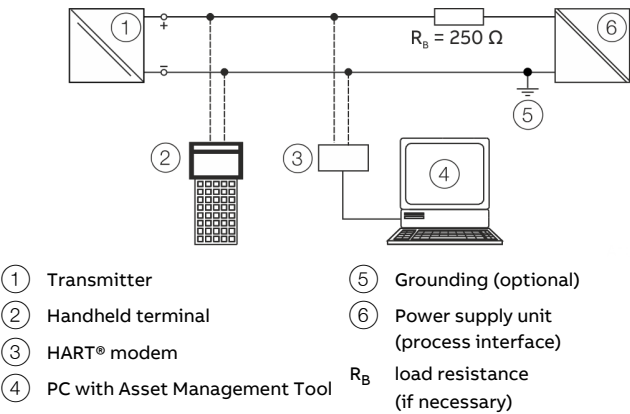 1
+
6
R_B = 250 Ω
–
5
2
3
4
1 Transmitter
2 Handheld terminal
3 HART® modem
4 PC with Asset Management Tool
5 Grounding (optional)
6 Power supply unit
(process interface)
R_B load resistance
(if necessary)